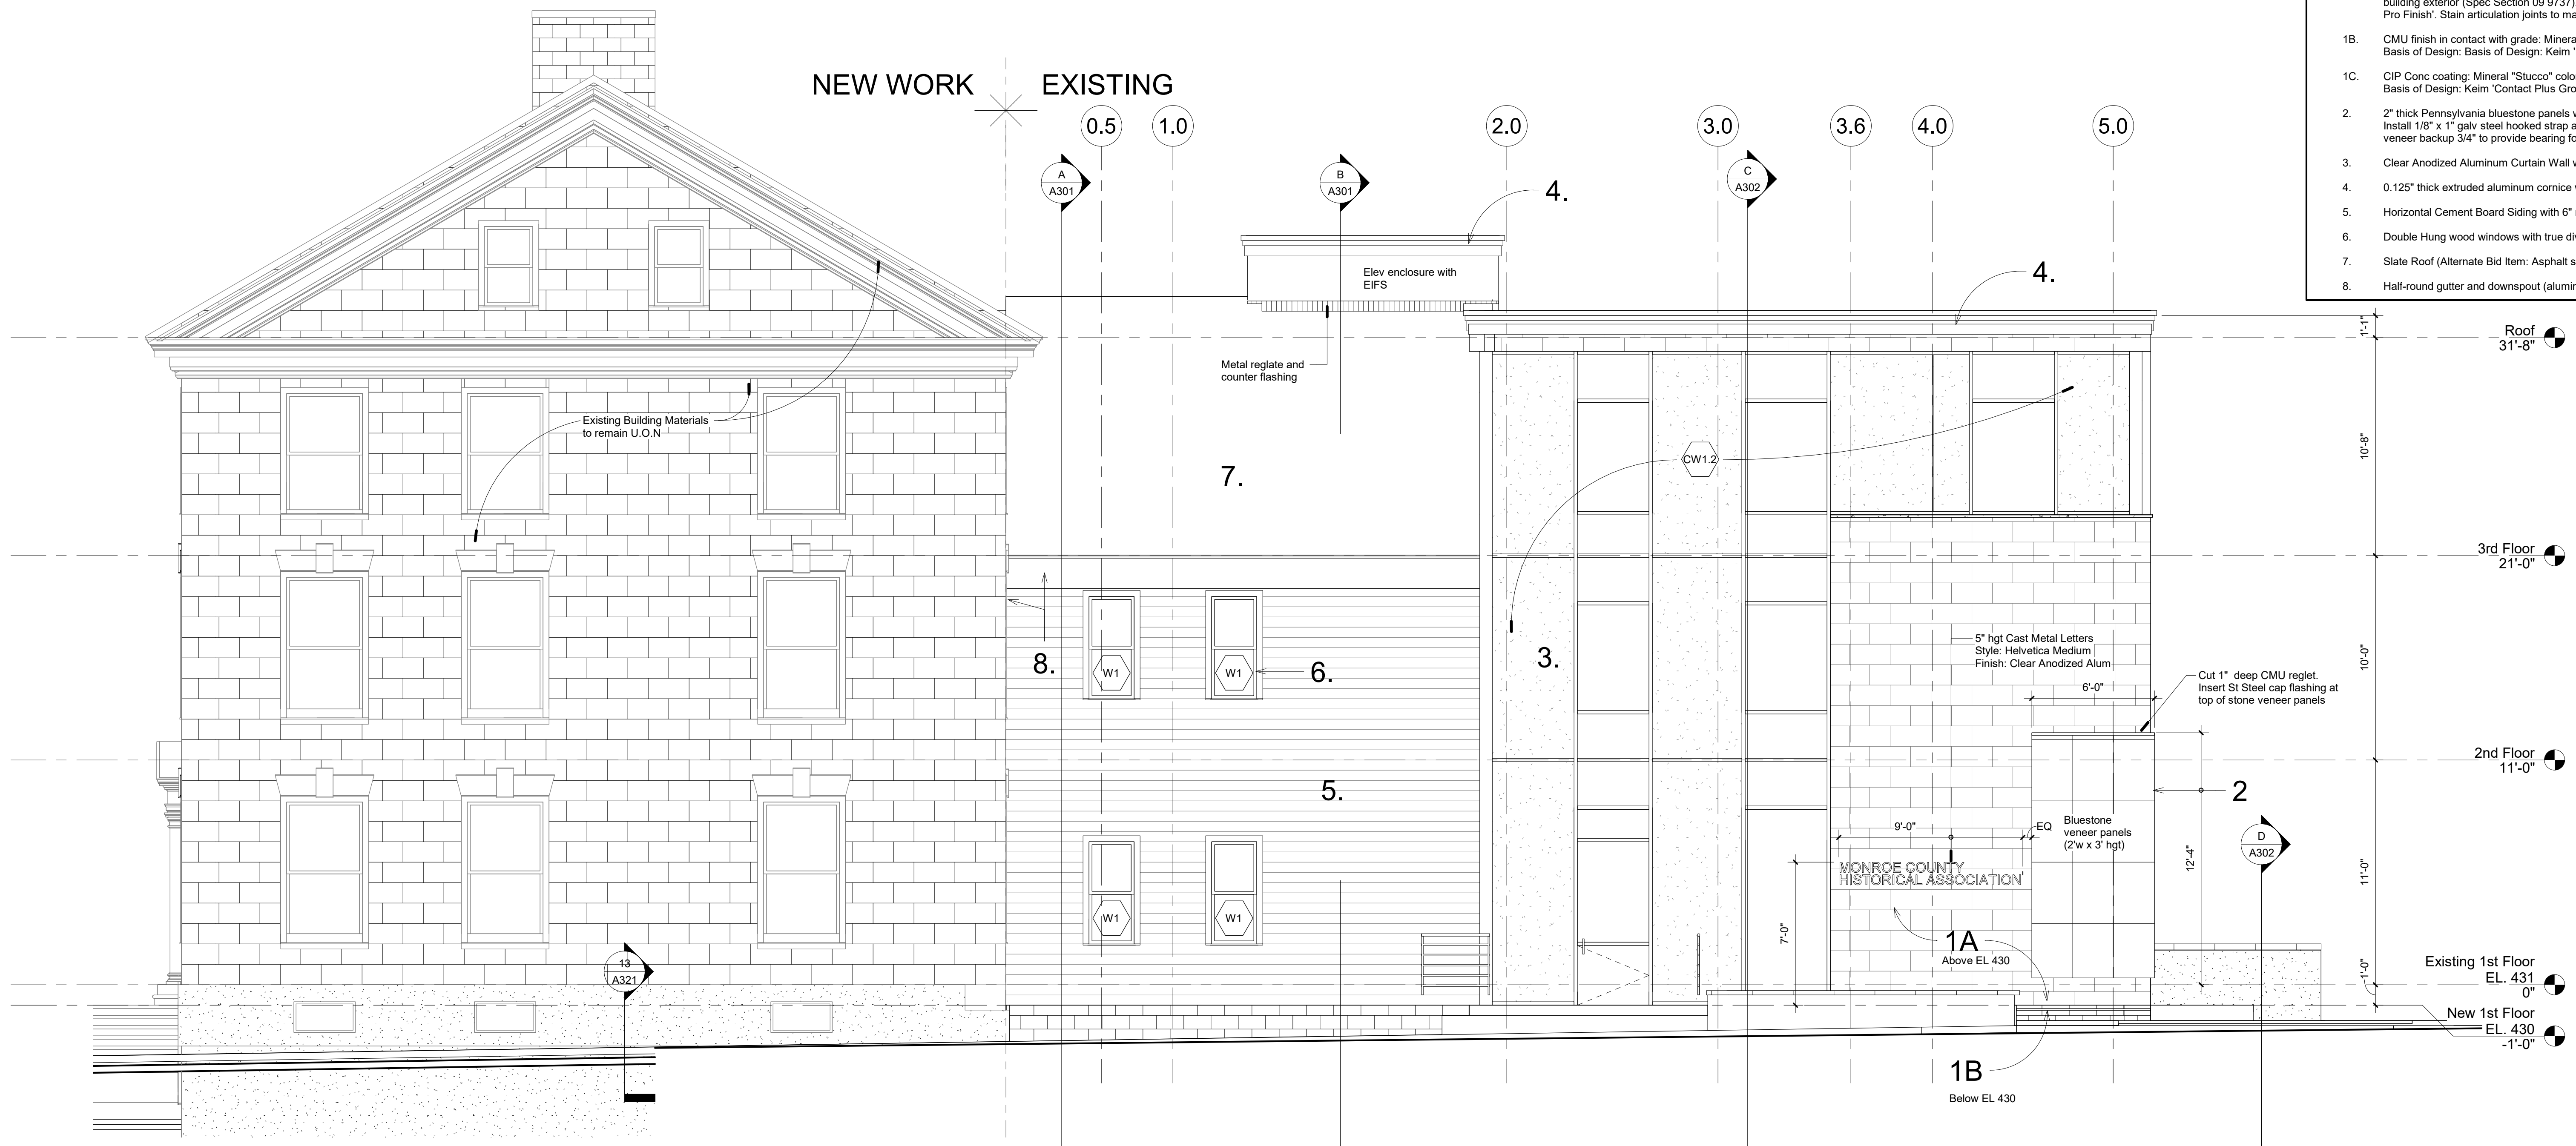 building exterior (Spec Section 09 9737)
Pro Finish'. Stain articulation joints to ma
1B. CMU finish in contact with grade: Minera
Basis of Design: Basis of Design: Keim '
1C. CIP Conc coating: Mineral "Stucco" colo
Basis of Design: Keim 'Contact Plus Gro
2. 2" thick Pennsylvania bluestone panels w
Install 1/8" x 1" galv steel hooked strap a
veneer backup 3/4" to provide bearing fo
3. Clear Anodized Aluminum Curtain Wall w
4. 0.125" thick extruded aluminum cornice
5. Horizontal Cement Board Siding with 6"
6. Double Hung wood windows with true di
7. Slate Roof (Alternate Bid Item: Asphalt s
8. Half-round gutter and downspout (alumi
NEW WORK
EXISTING
0.5
1.0
2.0
3.0
3.6
4.0
5.0
A
A301
B
A301
C
A302
4.
Elev enclosure with
EIFS
4.
Metal reglate and
counter flashing
Existing Building Materials
to remain U.O.N
CW1.2
7.
1'-1"
Roof
31'-8"
10'-8"
3rd Floor
21'-0"
10'-0"
5" hgt Cast Metal Letters
Style: Helvetica Medium
Finish: Clear Anodized Alum
8.
W1
W1
6.
3.
6'-0"
Cut 1" deep CMU reglet.
Insert St Steel cap flashing at
top of stone veneer panels
2nd Floor
11'-0"
5.
2
9'-0"
EQ
Bluestone
veneer panels
(2'w x 3' hgt)
D
A302
12'-4"
11'-0"
MONROE COUNTY
HISTORICAL ASSOCIATION
W1
W1
7'-0"
1A
Above EL 430
13
A321
1'-0"
Existing 1st Floor
EL. 431
0"
New 1st Floor
EL. 430
-1'-0"
1B
Below EL 430